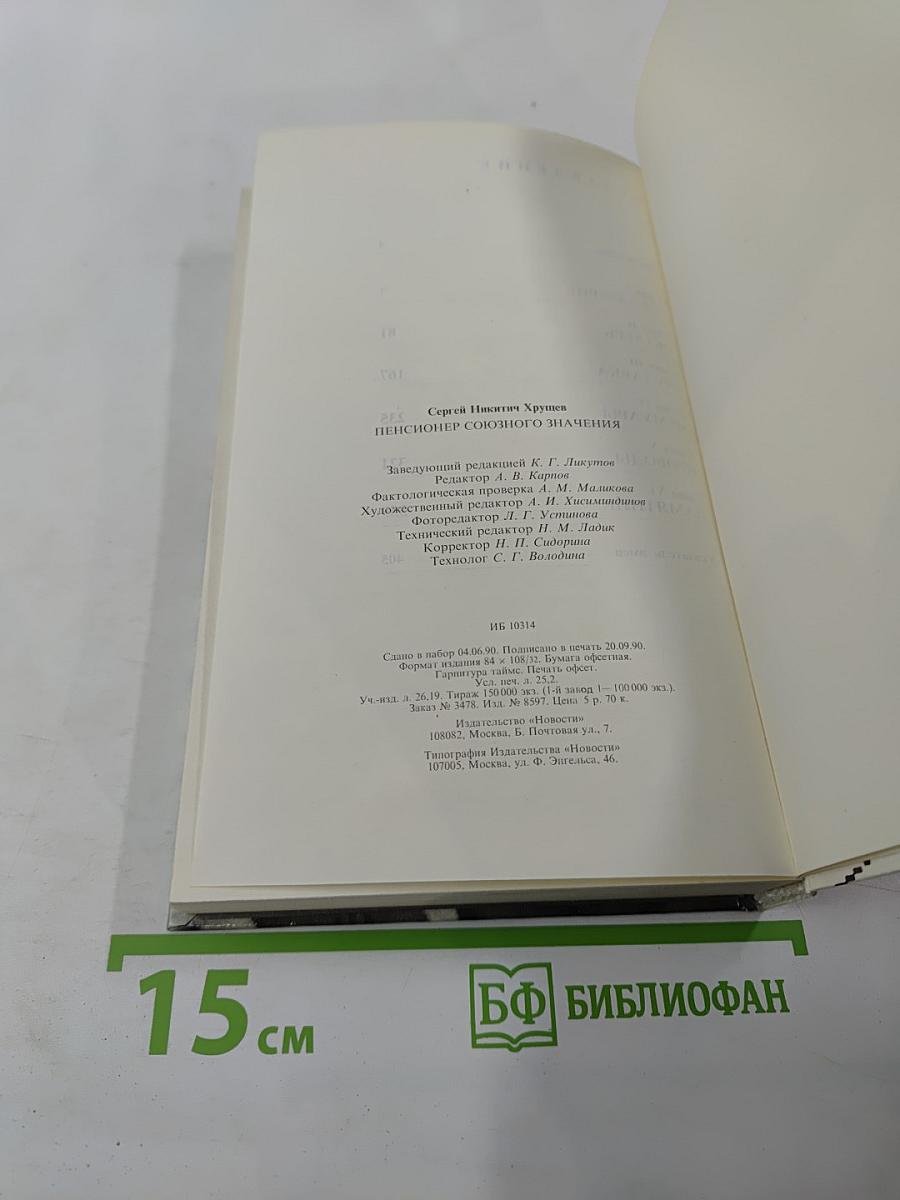 Сергей Никитич Хрущев
ПЕНСИОНЕР СОЮЗНОГО ЗНАЧЕНИЯ
Заведующий редакцией К. Г. Ликутов
Редактор А. В. Карпов
Фактологическая проверка А. М. Маликова
Художественный редактор А. И. Хисиминдинов
Фоторедактор Л. Г. Устинова
Технический редактор Н. М. Ладик
Корректор Н. П. Сидорина
Технолог С. Г. Володина
ИБ 10314
Сдано в набор 04.06.90. Подписано в печать 20.09.90.
Формат издания 84 × 108/32. Бумага офсетная.
Гарнитура таймс. Печать офсет.
Усл. печ. л. 25,2.
Уч.-изд. л. 26,19. Тираж 150 000 экз. (1-й завод 1—100 000 экз.).
Заказ № 3478. Изд. № 8597. Цена 5 р. 70 к.
Издательство «Новости»
108082, Москва, Б. Почтовая ул., 7.
Типография Издательства «Новости»
107005, Москва, ул. Ф. Энгельса, 46.
15 см
БФ БИБЛИОФАН